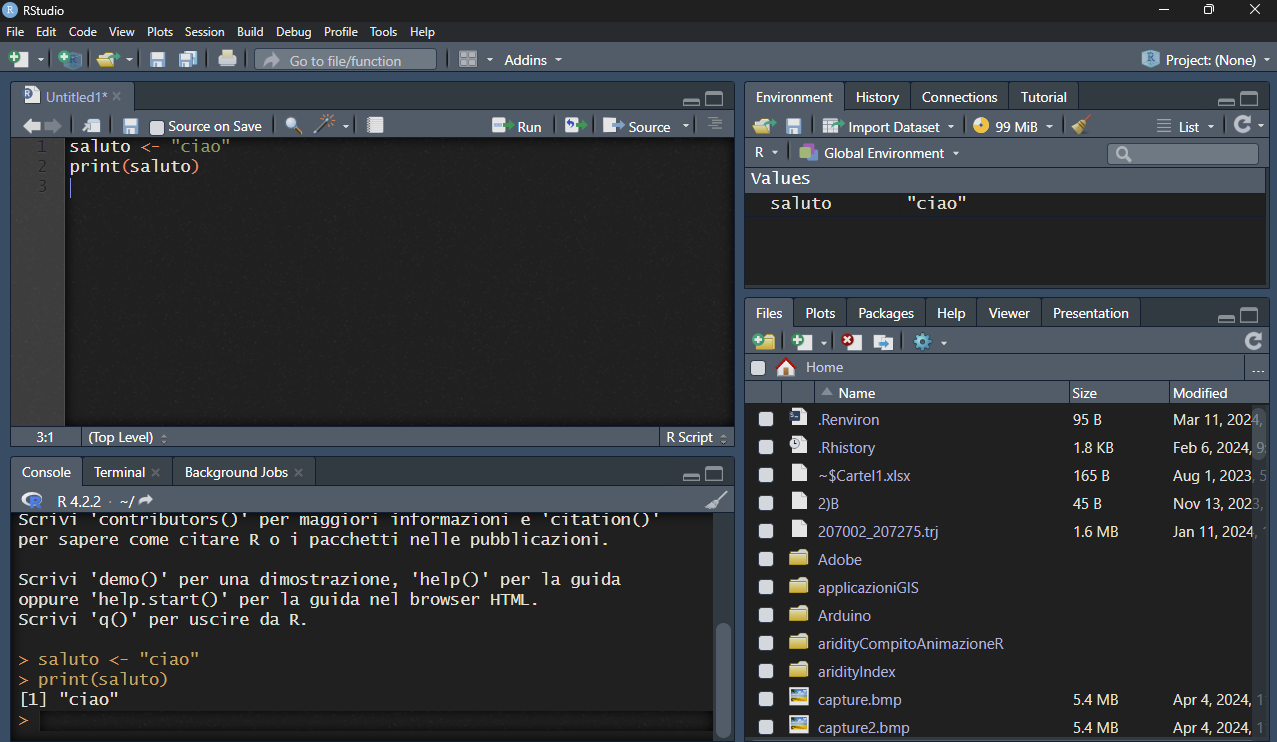 RStudio
File Edit Code View Plots Session Build Debug Profile Tools Help
Go to file/function Addins Project: (None)
Untitled1*
Source on Save Run Source
1 saluto <- "ciao"
2 print(saluto)
3
3:1 (Top Level) R Script
Console Terminal Background Jobs
R 4.2.2 · ~/
Scrivi 'contributors()' per maggiori informazioni e 'citation()'
per sapere come citare R o i pacchetti nelle pubblicazioni.
Scrivi 'demo()' per una dimostrazione, 'help()' per la guida
oppure 'help.start()' per la guida nel browser HTML.
Scrivi 'q()' per uscire da R.
> saluto <- "ciao"
> print(saluto)
[1] "ciao"
>
Environment History Connections Tutorial
Import Dataset 99 MiB List
R Global Environment
Values
saluto "ciao"
Files Plots Packages Help Viewer Presentation
Home ...
Name Size Modified
.Renviron 95 B Mar 11, 2024,
.Rhistory 1.8 KB Feb 6, 2024, 9:
~$Cartel1.xlsx 165 B Aug 1, 2023, 5
2)B 45 B Nov 13, 2023,
207002_207275.trj 1.6 MB Jan 11, 2024,
Adobe
applicazioniGIS
Arduino
aridityCompitoAnimazioneR
aridityIndex
capture.bmp 5.4 MB Apr 4, 2024, 1
capture2.bmp 5.4 MB Apr 4, 2024, 1